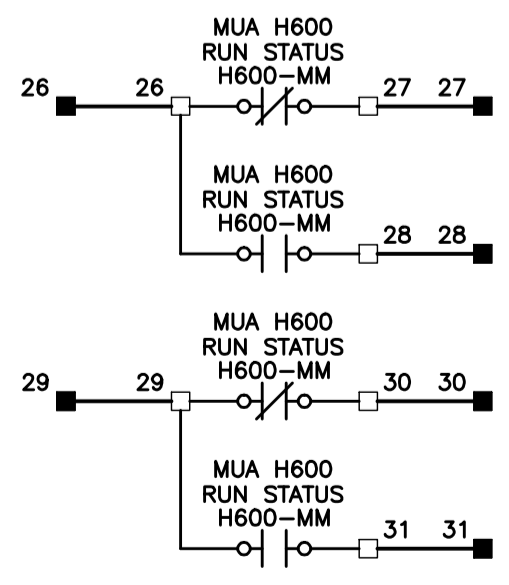 MUA H600
RUN STATUS
H600-MM
26 26 27 27
MUA H600
RUN STATUS
H600-MM
28 28
MUA H600
RUN STATUS
H600-MM
29 29 30 30
MUA H600
RUN STATUS
H600-MM
31 31